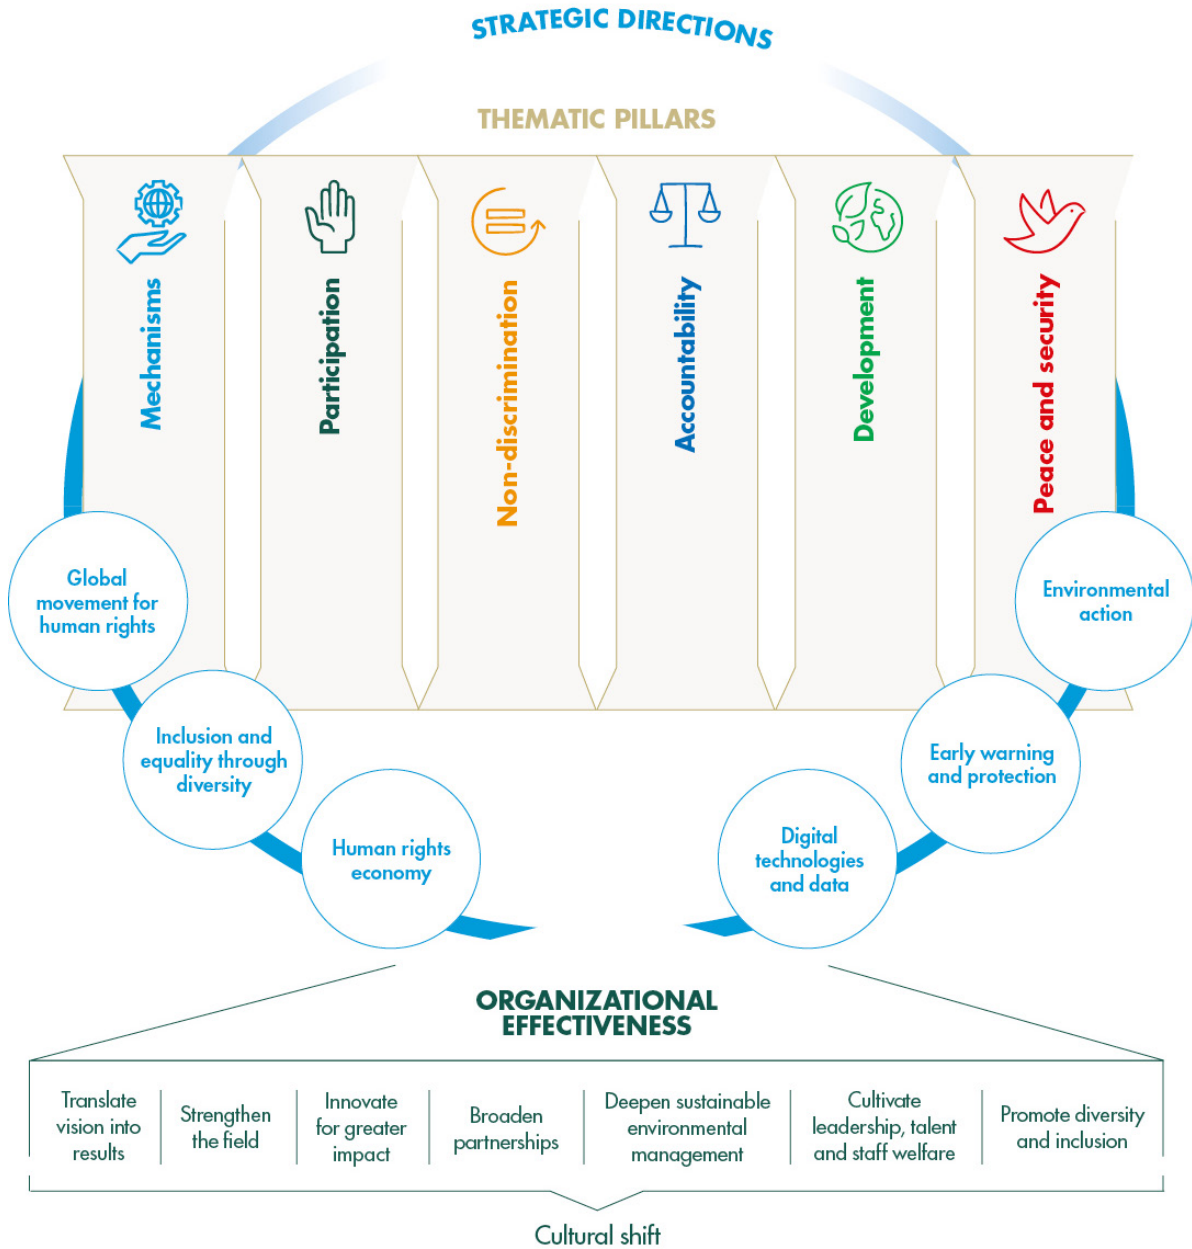 STRATEGIC DIRECTIONS
THEMATIC PILLARS
Mechanisms
Participation
Non-discrimination
Accountability
Development
Peace and security
Global
movement for
human rights
Inclusion and
equality through
diversity
Human rights
economy
Digital
technologies
and data
Early warning
and protection
Environmental
action
ORGANIZATIONAL
EFFECTIVENESS
Translate
vision into
results
Strengthen
the field
Innovate
for greater
impact
Broaden
partnerships
Deepen sustainable
environmental
management
Cultivate
leadership, talent
and staff welfare
Promote diversity
and inclusion
Cultural shift